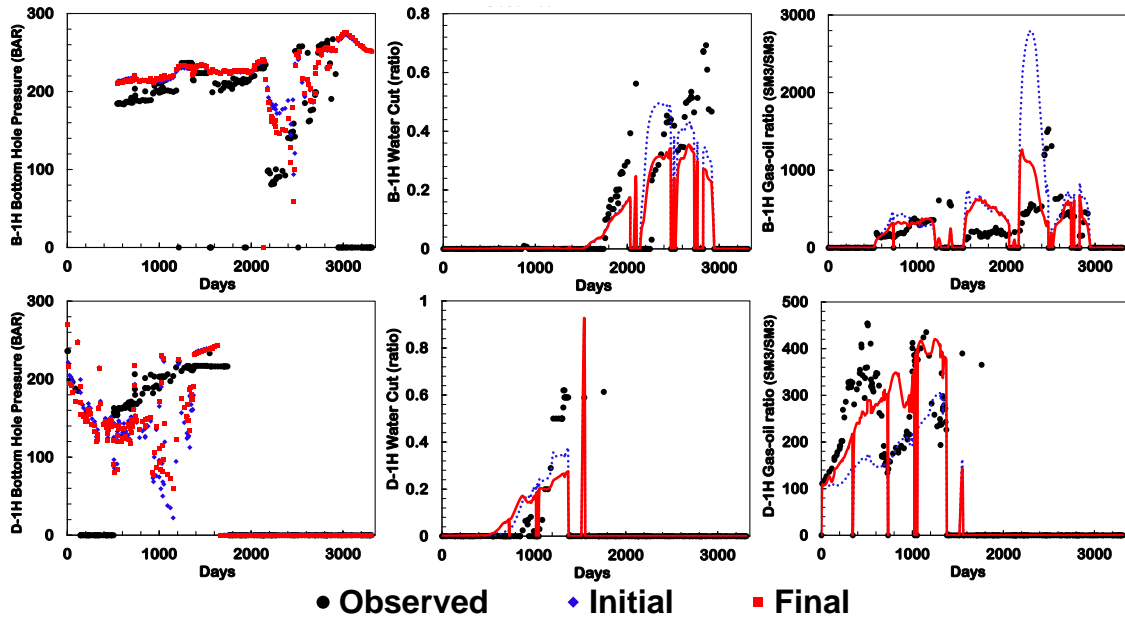 B-1H Bottom Hole Pressure (BAR)
300
200
100
0
0 1000 2000 3000
Days
B-1H Water Cut (ratio)
0.8
0.6
0.4
0.2
0
0 1000 2000 3000
Days
B-1H Gas-oil ratio (SM3/SM3)
3000
2000
1000
0
0 1000 2000 3000
Days
D-1H Bottom Hole Pressure (BAR)
300
200
100
0
0 1000 2000 3000
Days
D-1H Water Cut (ratio)
1
0.8
0.6
0.4
0.2
0
0 1000 2000 3000
Days
D-1H Gas-oil ratio (SM3/SM3)
500
400
300
200
100
0
0 1000 2000 3000
Days
Observed Initial Final